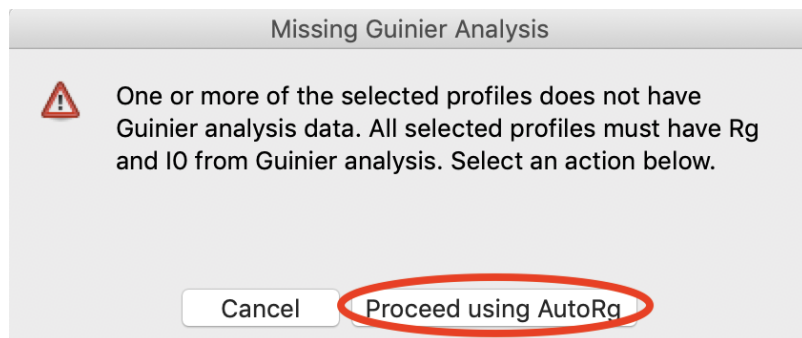 Missing Guinier Analysis
One or more of the selected profiles does not have
Guinier analysis data. All selected profiles must have Rg
and I0 from Guinier analysis. Select an action below.
Cancel
Proceed using AutoRg